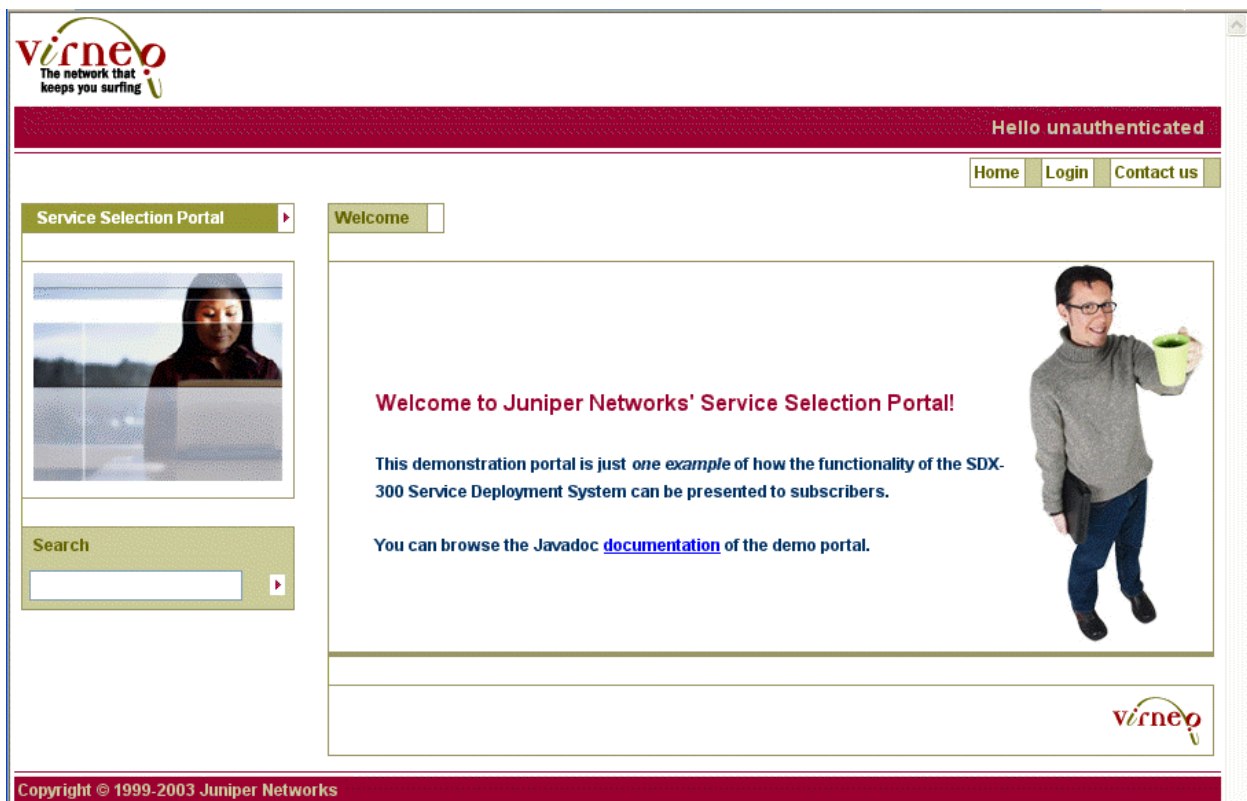 Virneo
The network that
keeps you surfing
Hello unauthenticated
Home Login Contact us
Service Selection Portal
Welcome
Welcome to Juniper Networks' Service Selection Portal!
This demonstration portal is just one example of how the functionality of the SDX-
300 Service Deployment System can be presented to subscribers.
You can browse the Javadoc documentation of the demo portal.
Search
Virneo
Copyright © 1999-2003 Juniper Networks